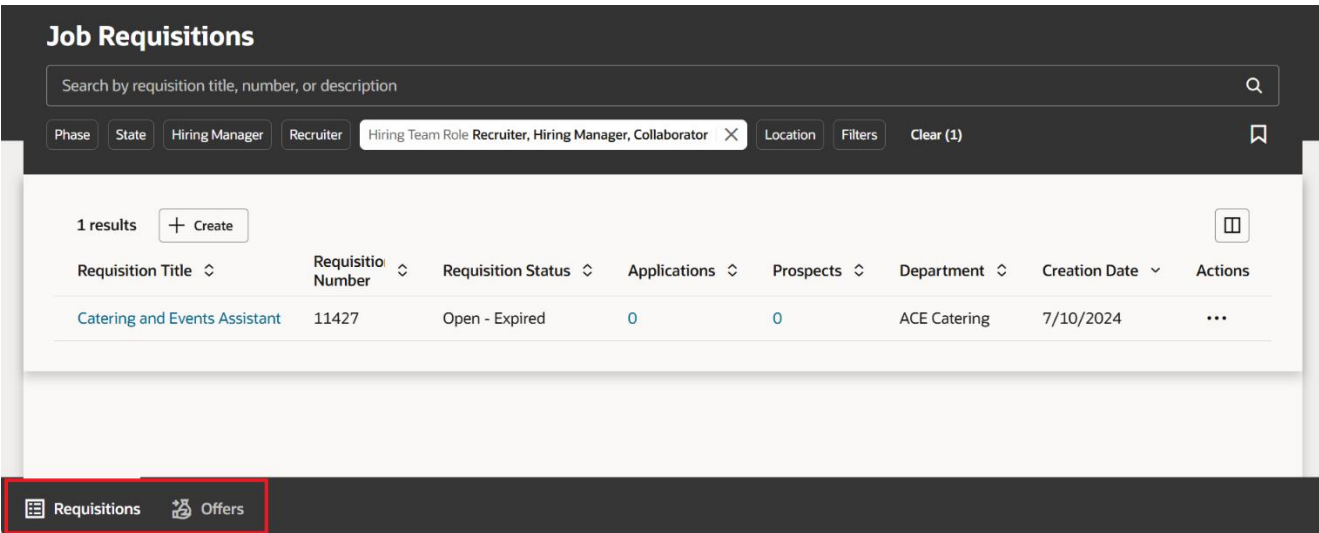 Job Requisitions
Search by requisition title, number, or description
Phase State Hiring Manager Recruiter Hiring Team Role Recruiter, Hiring Manager, Collaborator Location Filters Clear (1)
1 results Create
Requisition Title Requisitio Number Requisition Status Applications Prospects Department Creation Date Actions
Catering and Events Assistant 11427 Open - Expired 0 0 ACE Catering 7/10/2024
Requisitions Offers